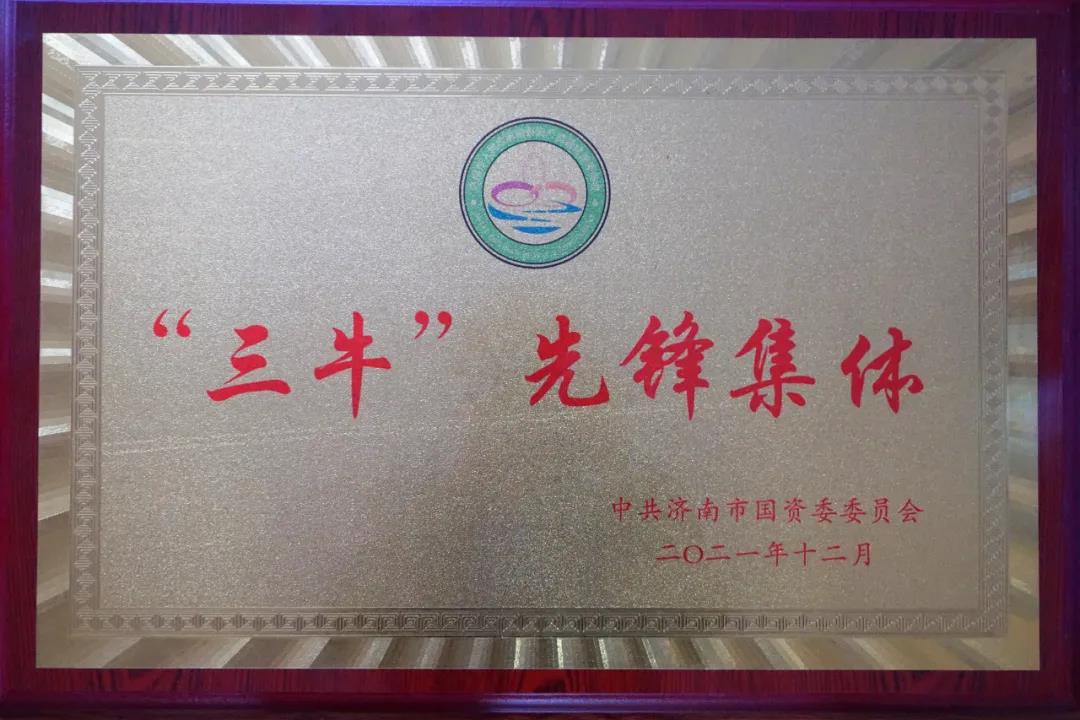 “三牛”先锋集体
中共济南市国资委委员会
二〇二一年十二月